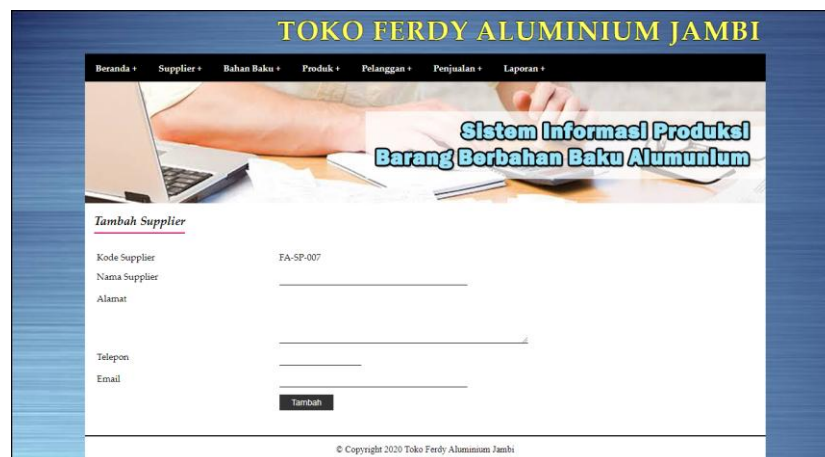 TOKO FERDY ALUMINIUM JAMBI
Beranda + Supplier + Bahan Baku + Produk + Pelanggan + Penjualan + Laporan +
Sistem Informasi Produksi
Barang Berbahan Baku Alumunium
Tambah Supplier
Kode Supplier FA-SP-007
Nama Supplier
Alamat
Telepon
Email
Tambah
© Copyright 2020 Toko Ferdy Aluminium Jambi